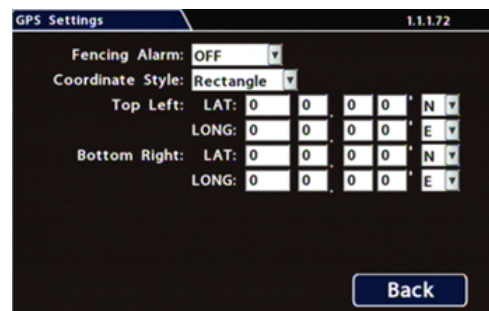 GPS Settings 1.1.1.72
Fencing Alarm: OFF
Coordinate Style: Rectangle
Top Left: LAT: 0 0 . 0 0 ' N
LONG: 0 0 . 0 0 ' E
Bottom Right: LAT: 0 0 . 0 0 ' N
LONG: 0 0 . 0 0 ' E
Back